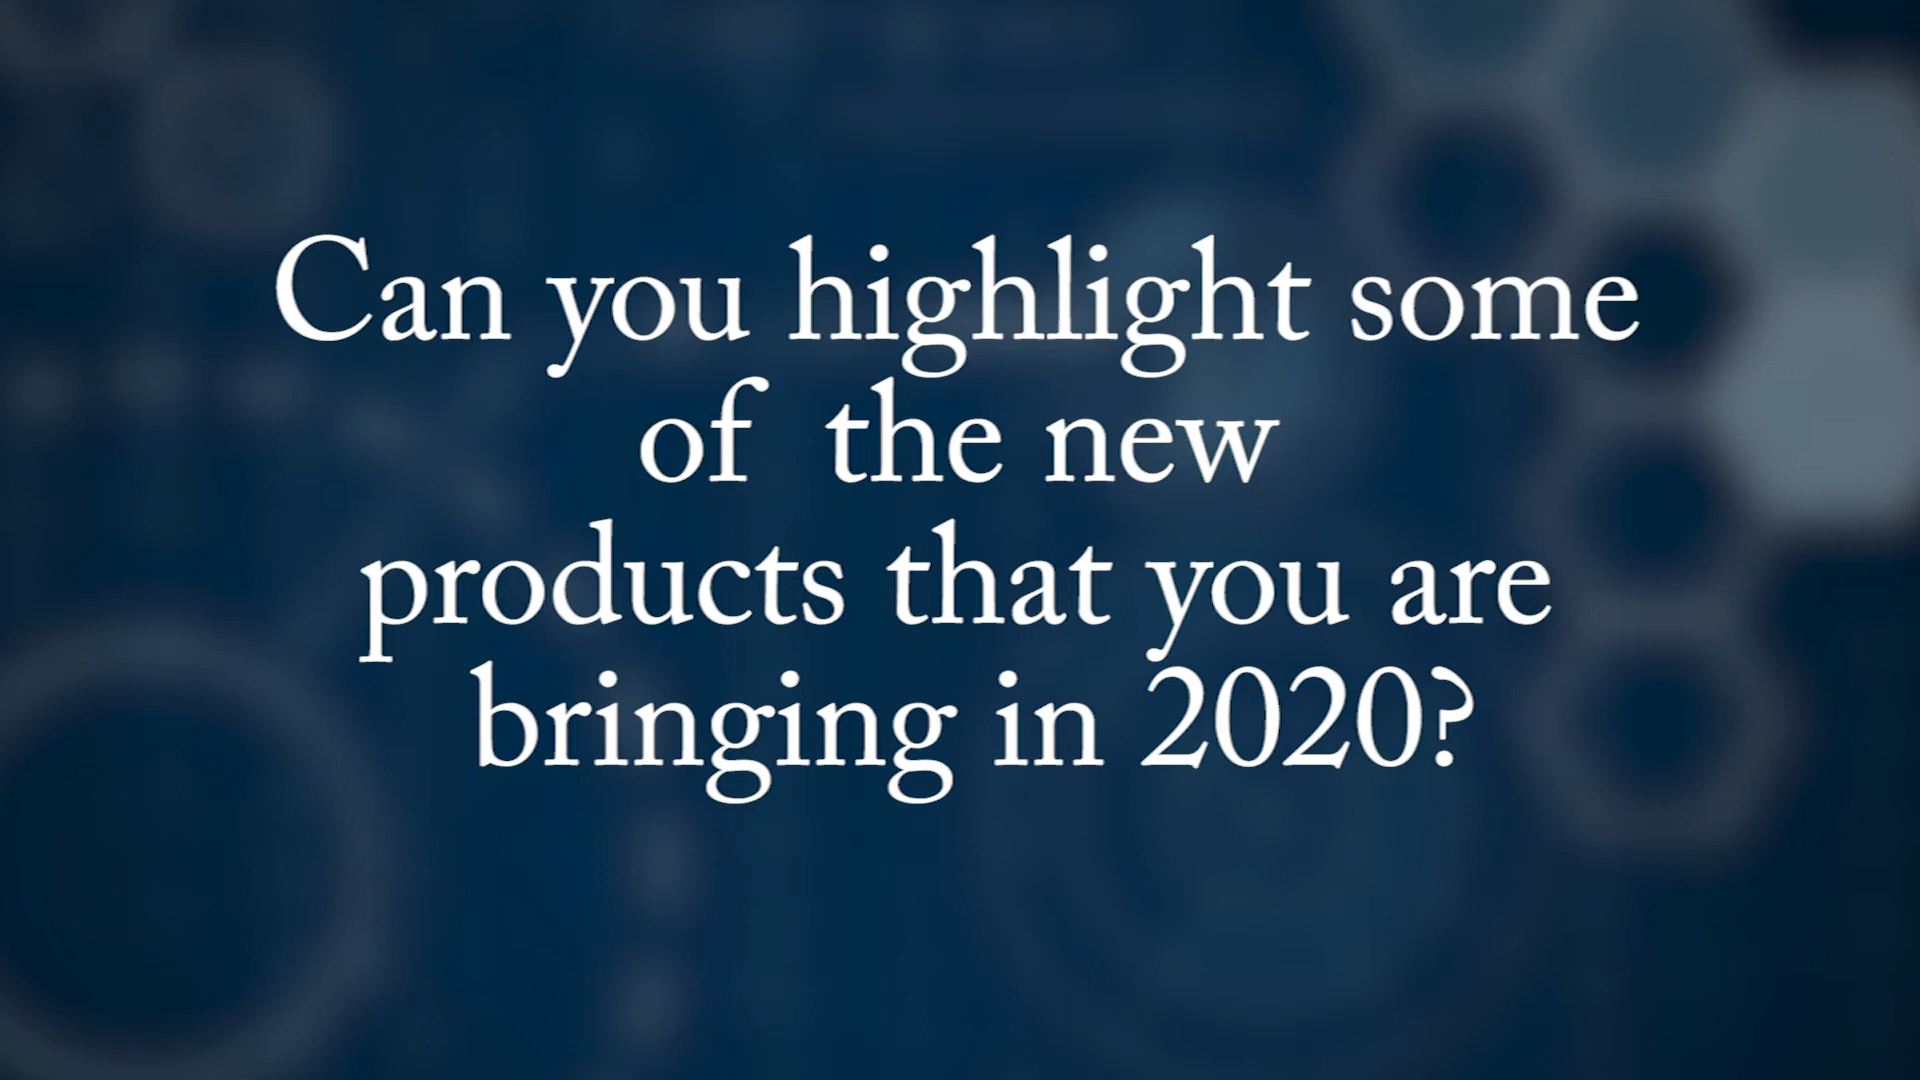 Can you highlight some
of  the new
products that you are
bringing in 2020?